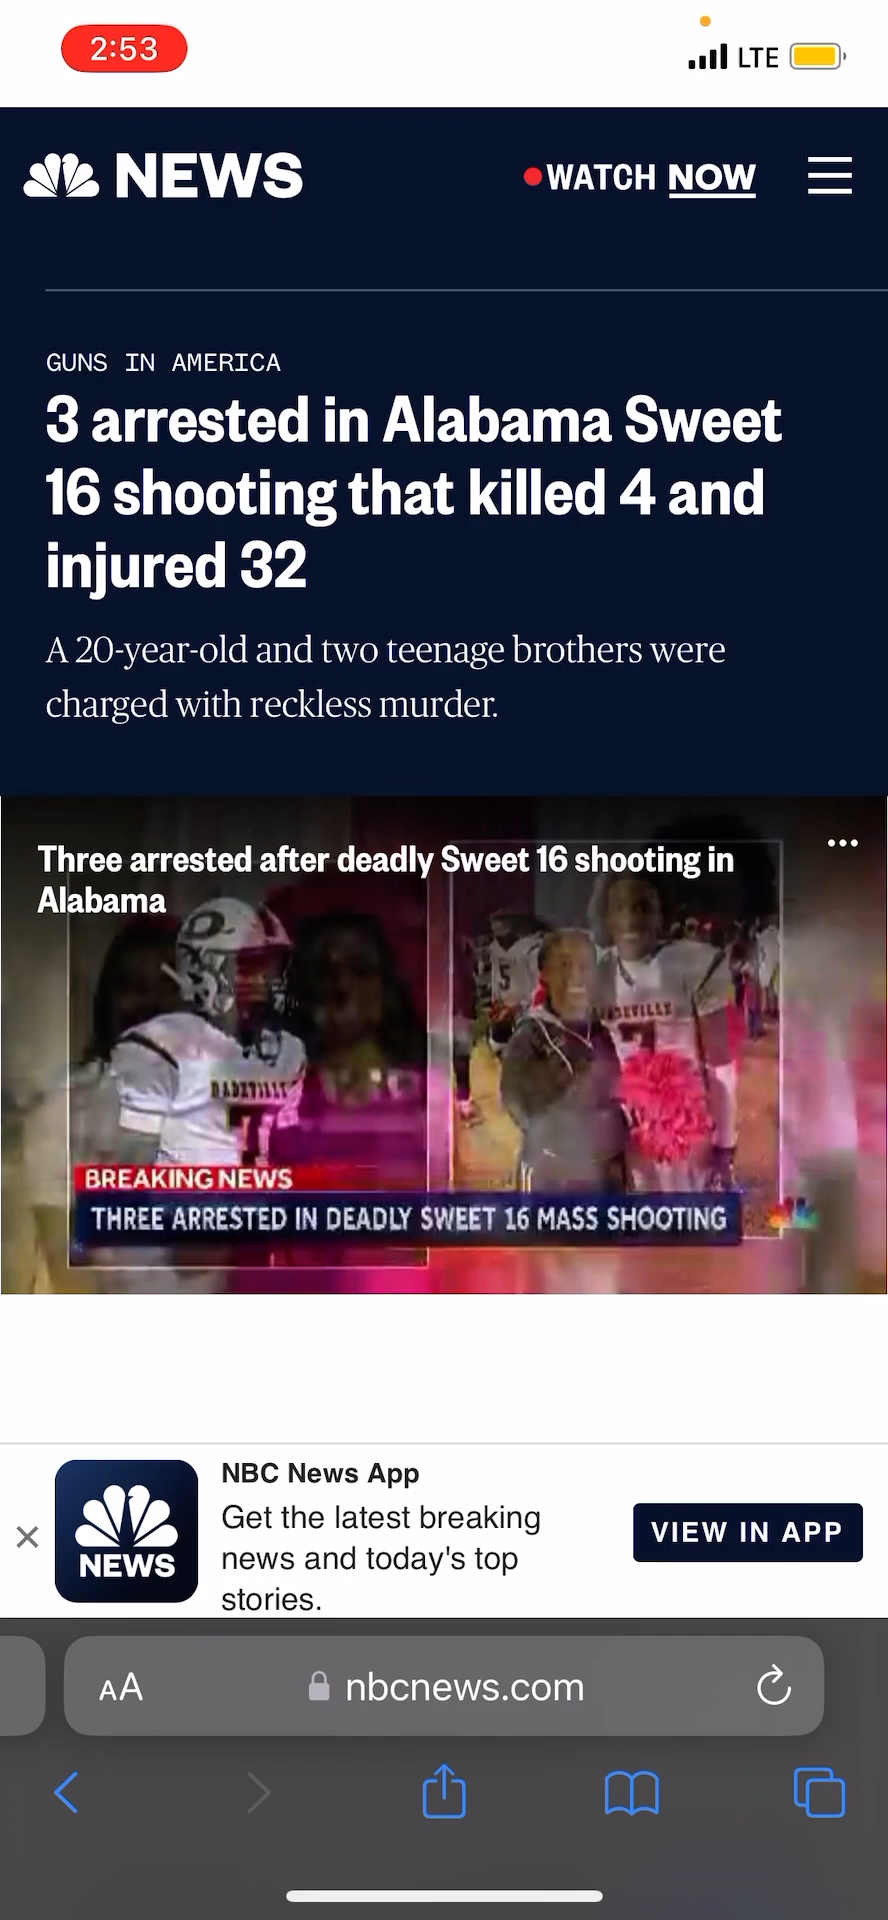 2:53
LTE
NEWS
WATCH NOW
GUNS IN AMERICA
3 arrested in Alabama Sweet
16 shooting that killed 4 and
injured 32
A 20-year-old and two teenage brothers were
charged with reckless murder.
Three arrested after deadly Sweet 16 shooting in
Alabama
5
DADEVILLE
BREAKING NEWS
THREE ARRESTED IN DEADLY SWEET 16 MASS SHOOTING
NBC News App
Get the latest breaking
news and today's top
stories.
NEWS
VIEW IN APP
AA
nbcnews.com